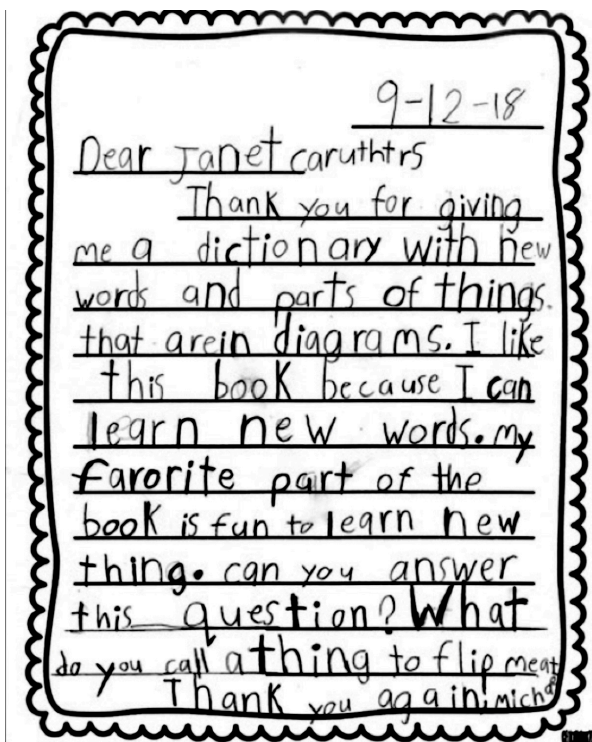 9-12-18
Dear Janet caruthtrs
Thank you for giving
me a dictionary with new
words and parts of things.
that arein diagrams. I like
this book because I can
learn new words. my
farorite part of the
book is fun to learn new
thing. can you answer
this question? What
do you call a thing to flip meat
Thank you again!